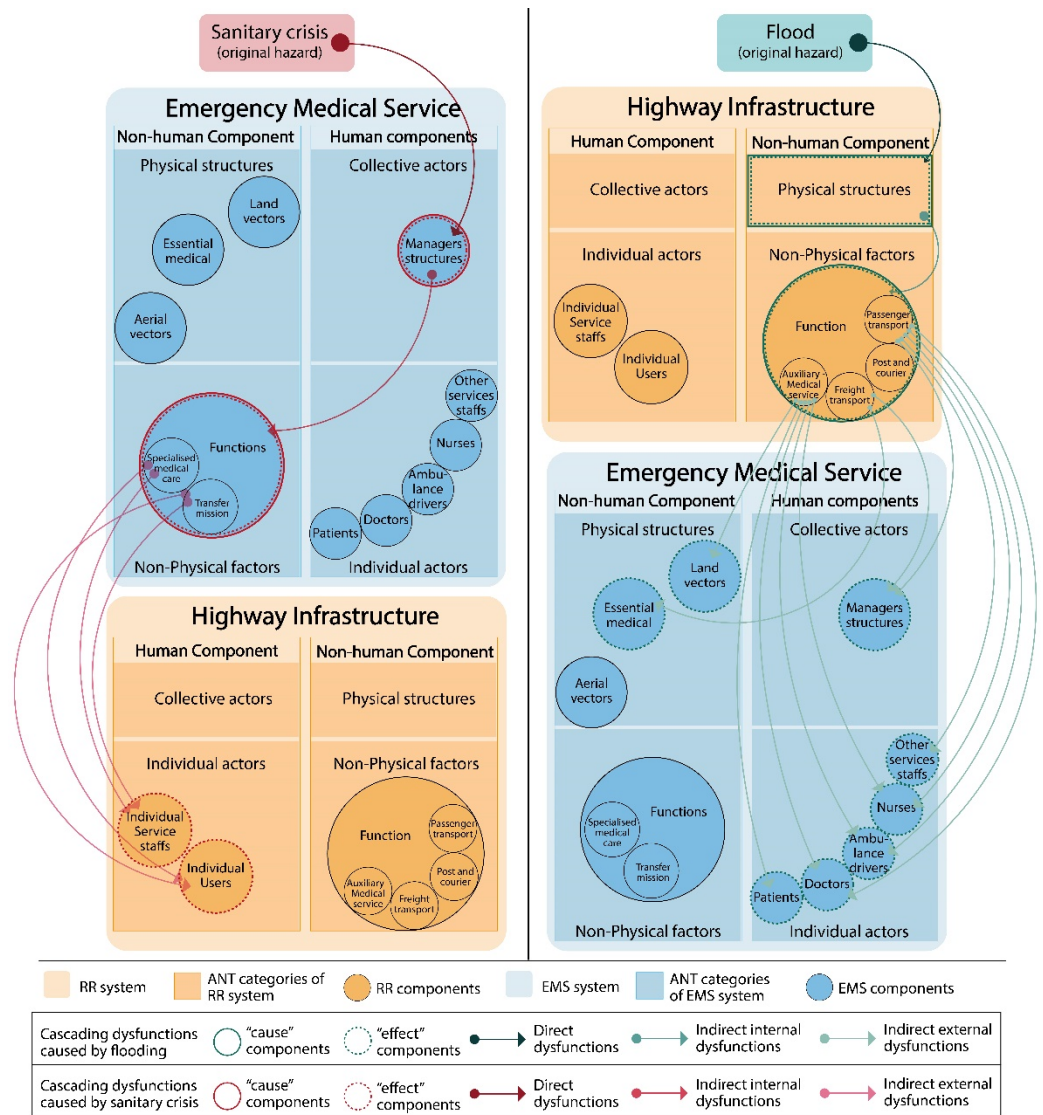 Sanitary crisis
(original hazard)
Emergency Medical Service
Non-human Component
Human components
Physical structures
Collective actors
Land
vectors
Essential
medical
Managers
structures
Aerial
vectors
Other
services
staffs
Functions
Nurses
Specialised
medical
care
Ambu-
lance
drivers
Transfer
mission
Doctors
Patients
Non-Physical factors
Individual actors
Highway Infrastructure
Human Component
Non-human Component
Collective actors
Physical structures
Individual actors
Non-Physical factors
Individual
Service
staffs
Individual
Users
Function
Passenger
transport
Post and
courier
Auxiliary Medical
service
Freight
transport
Flood
(original hazard)
Highway Infrastructure
Human Component
Non-human Component
Collective actors
Physical structures
Individual actors
Non-Physical factors
Individual
Service
staffs
Individual
Users
Function
Passenger
transport
Post and
courier
Auxiliary -
Medical
service
Freight
transport
Emergency Medical Service
Non-human Component
Human components
Physical structures
Collective actors
Land
vectors
Essential
medical
Managers
structures
Aerial
vectors
Other
services
staffs
Functions
Nurses
Specialised
medical
care
Ambu-
lance
drivers
Transfer
mission
Doctors
Patients
Non-Physical factors
Individual actors
RR system
ANT categories of
RR system
RR components
EMS system
ANT categories
of EMS system
EMS components
Cascading dysfunctions
caused by flooding
"cause"
components
"effect"
components
Direct
dysfunctions
Indirect internal
dysfunctions
Indirect external
dysfunctions
Cascading dysfunctions
caused by sanitary crisis
"cause"
components
"effect"
components
Direct
dysfunctions
Indirect internal
dysfunctions
Indirect external
dysfunctions